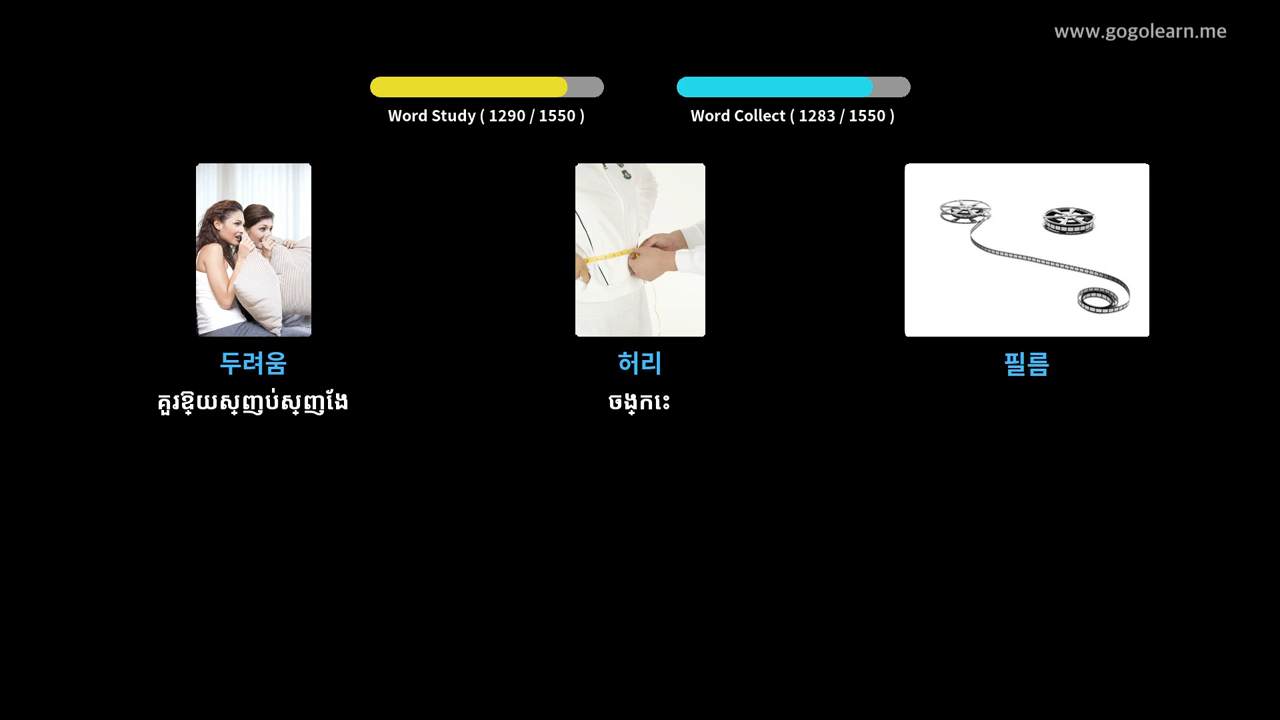 www.gogolearn.me
Word Study ( 1290 / 1550 )
Word Collect ( 1283 / 1550 )
두려움
허리
필름
គួរឱ្យស្ញប់ស្ញែង
ចង្កេះ